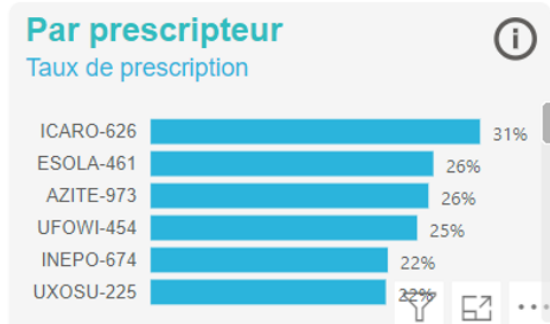 Par prescripteur
Taux de prescription
ICARO-626 31%
ESOLA-461 26%
AZITE-973 26%
UFOWI-454 25%
INEPO-674 22%
UXOSU-225 22%